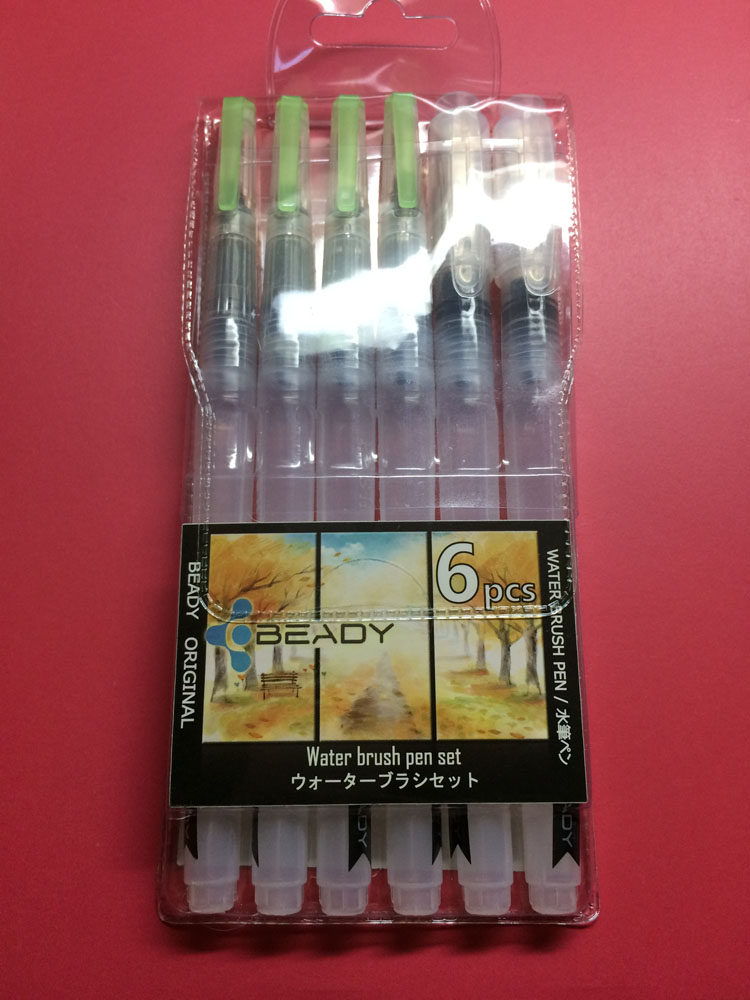 6pcs
BEADY
BEADY ORIGINAL
WATER BRUSH PEN / 水筆ペン
Water brush pen set
ウォーターブラシセット